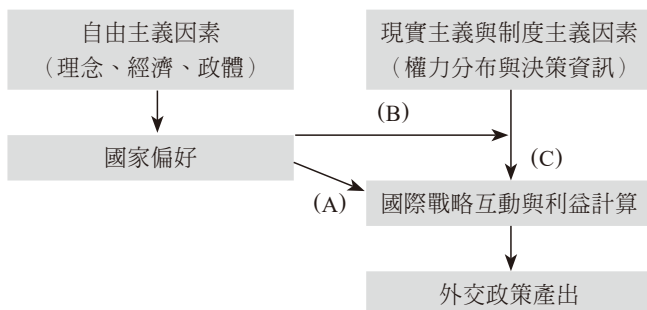 自由主義因素
（理念、經濟、政體）
現實主義與制度主義因素
（權力分布與決策資訊）
(B)
國家偏好
(C)
(A)
國際戰略互動與利益計算
外交政策產出